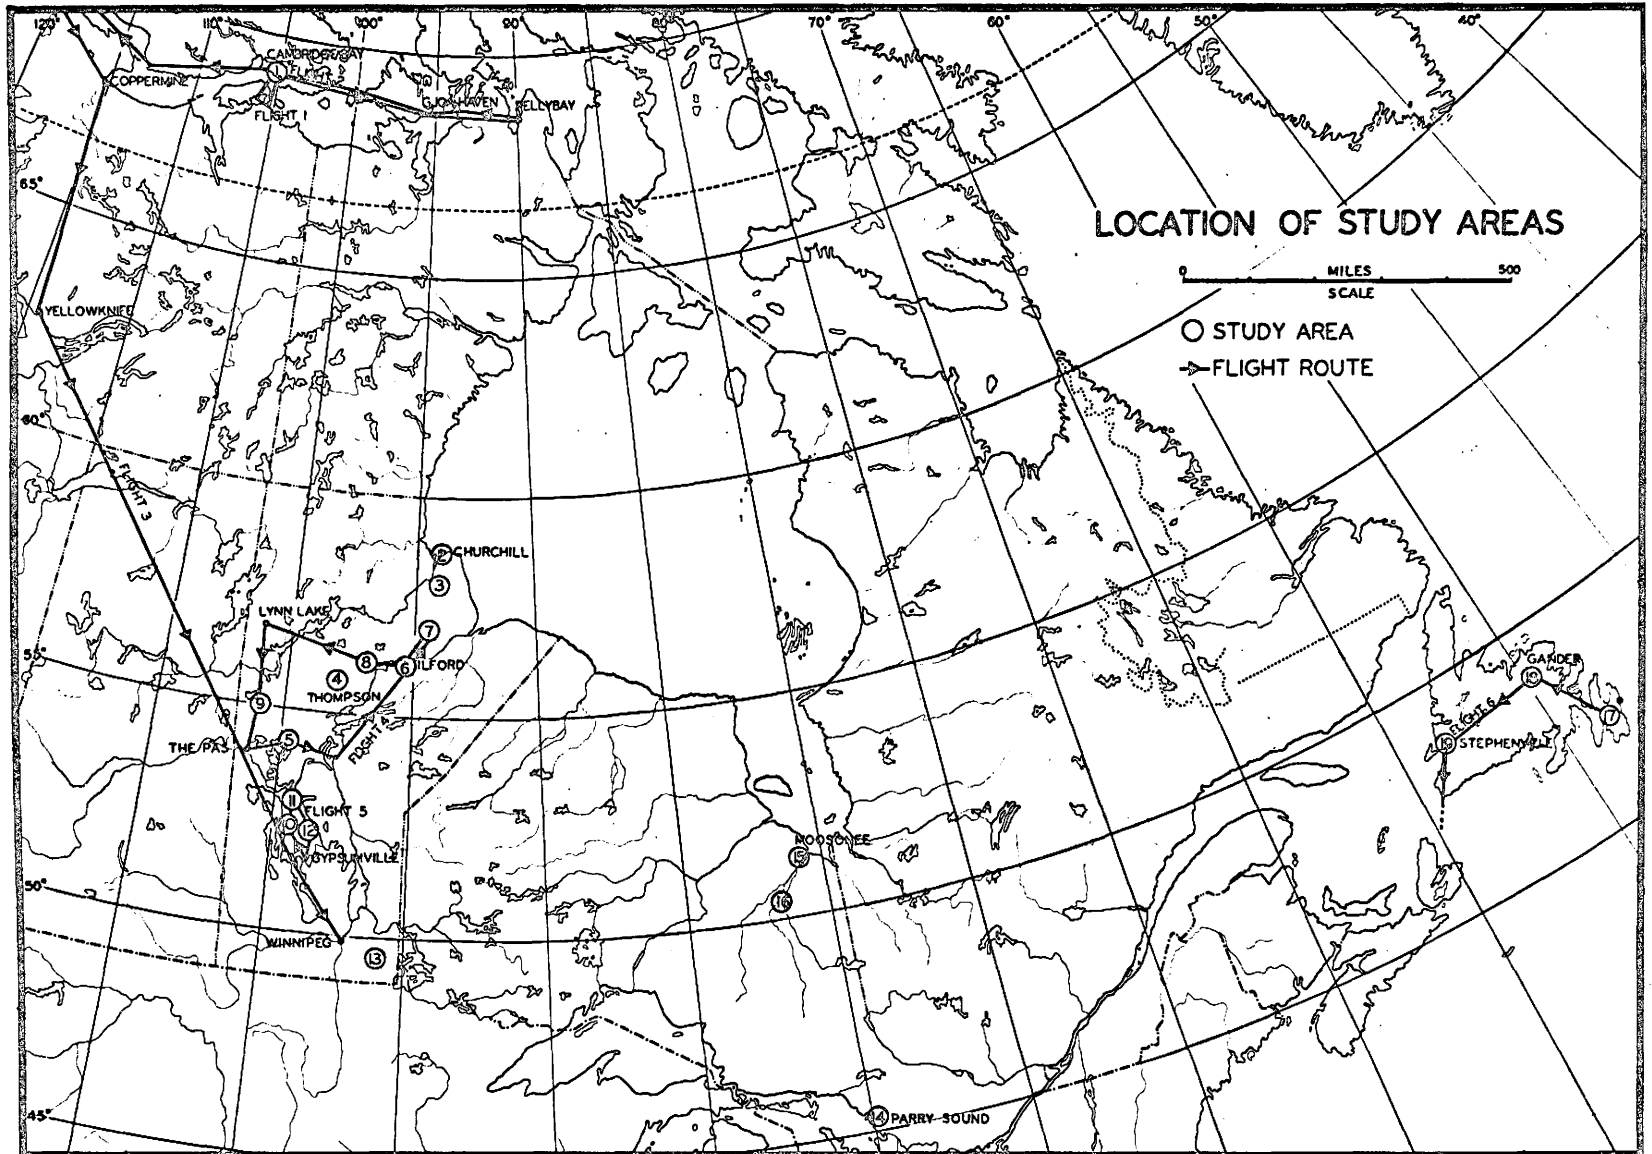 120° 110° 100° 90° 80° 70° 60° 50° 40°
CAMBRIDGE BAY
COPPERMINE
1
GJOA HAVEN
PELLY BAY
FLIGHT 1
65°
LOCATION OF STUDY AREAS
0 MILES 500
SCALE
YELLOWKNIFE
STUDY AREA
FLIGHT ROUTE
60°
FLIGHT 3
2 CHURCHILL
3
LYNN LAKE
7
55°
8
6 ILFORD
4
THOMPSON
GANDER
18
9
17
FLIGHT 6
FLIGHT 4
THE PAS
5
19 STEPHENVILLE
11
FLIGHT 5
10 12
MOOSONEE
15
GYPSUMVILLE
50°
16
WINNIPEG
13
45°
14 PARRY SOUND